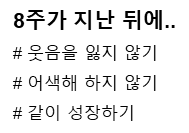 8주가 지난 뒤에..
# 웃음을 잃지 않기
# 어색해 하지 않기
# 같이 성장하기